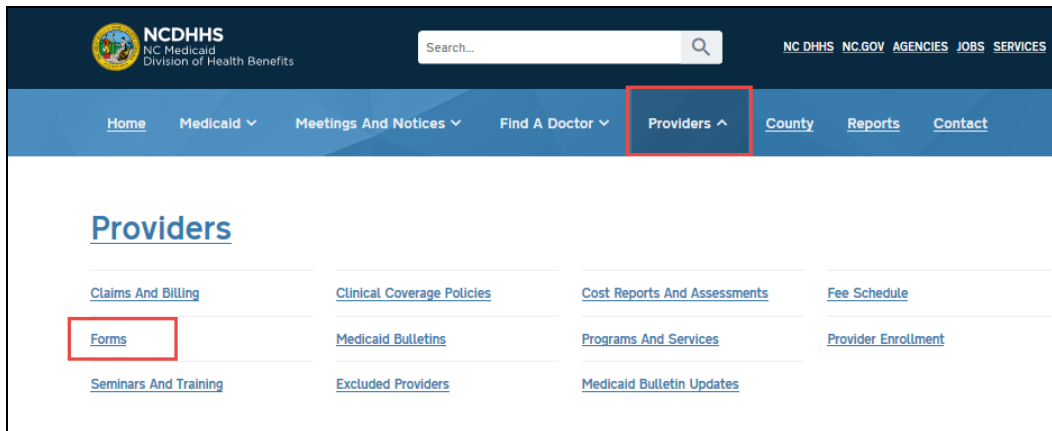 NCDHHS
NC Medicaid
Division of Health Benefits
Search...
NC DHHS NC.GOV AGENCIES JOBS SERVICES
Home Medicaid Meetings And Notices Find A Doctor Providers County Reports Contact
Providers
Claims And Billing Clinical Coverage Policies Cost Reports And Assessments Fee Schedule
Forms Medicaid Bulletins Programs And Services Provider Enrollment
Seminars And Training Excluded Providers Medicaid Bulletin Updates